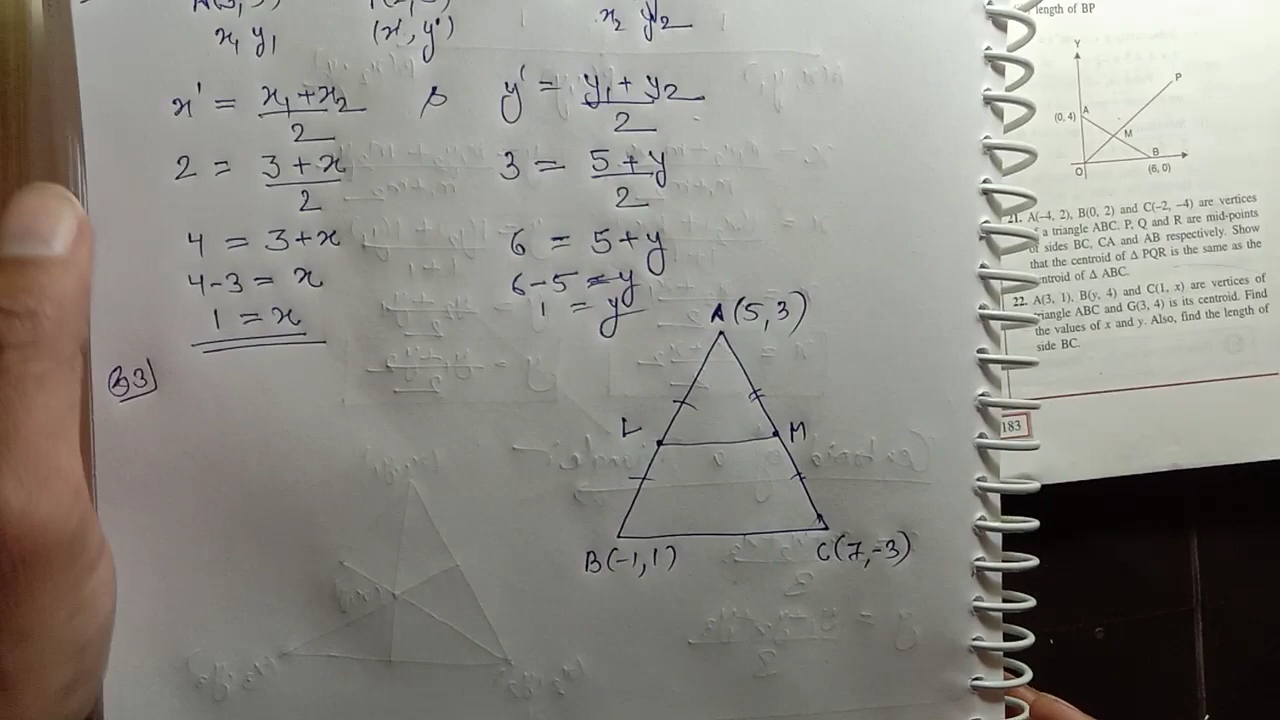 x₁ y₁ (x', y') x₂ y₂
x' = x₁ + x₂ / 2 & y' = y₁ + y₂ / 2
2 = 3 + x / 2 3 = 5 + y / 2
4 = 3 + x 6 = 5 + y
4 - 3 = x 6 - 5 = y
1 = x 1 = y
Q3)
A (5, 3)
L M
B (-1, 1) C (7, -3)
length of BP
Y
P
A
(0, 4)
M
B
O
(6, 0)
21. A(–4, 2), B(0, 2) and C(–2, –4) are vertices
a triangle ABC. P, Q and R are mid-points
sides BC, CA and AB respectively. Show
that the centroid of Δ PQR is the same as the
ntroid of Δ ABC.
22. A(3, 1), B(y, 4) and C(1, x) are vertices of
riangle ABC and G(3, 4) is its centroid. Find
the values of x and y. Also, find the length of
side BC.
183